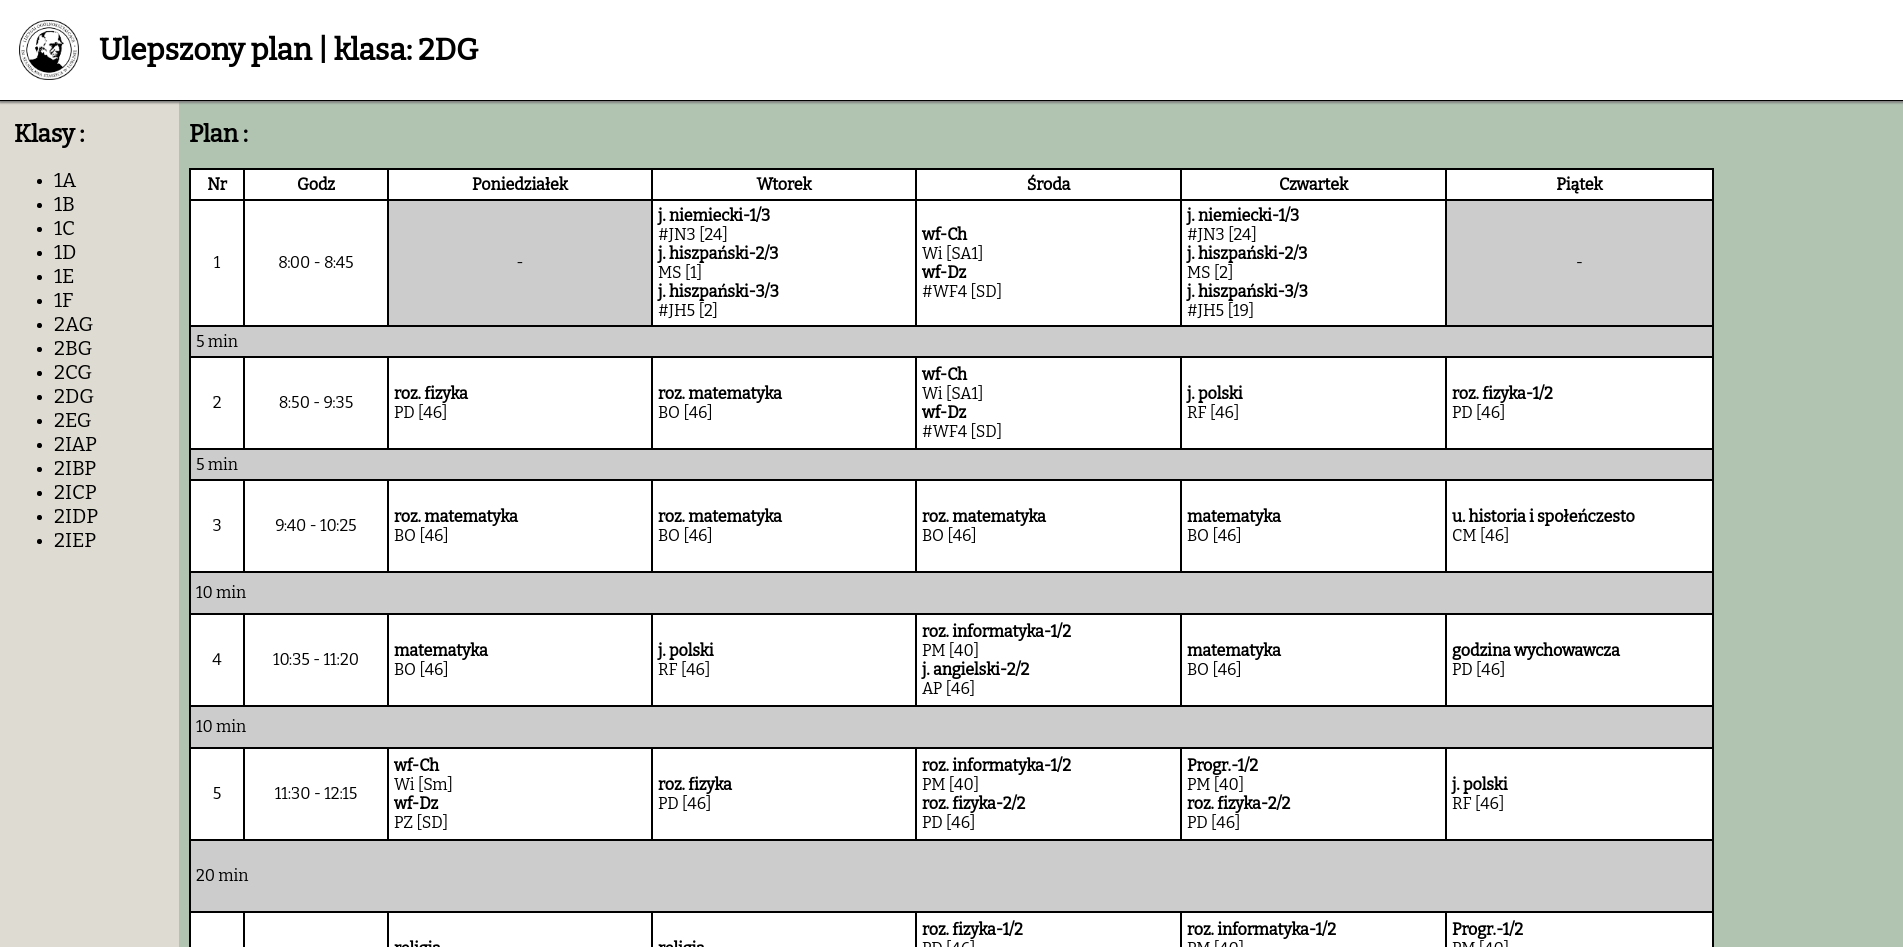 Ulepszony plan | klasa: 2DG
Klasy :
1A
1B
1C
1D
1E
1F
2AG
2BG
2CG
2DG
2EG
2IAP
2IBP
2ICP
2IDP
2IEP
Plan :
Nr Godz Poniedziałek Wtorek Środa Czwartek Piątek
1 8:00 - 8:45
-
j. niemiecki-1/3
#JN3 [24]
j. hiszpański-2/3
MS [1]
j. hiszpański-3/3
#JH5 [2]
wf-Ch
Wi [SA1]
wf-Dz
#WF4 [SD]
j. niemiecki-1/3
#JN3 [24]
j. hiszpański-2/3
MS [2]
j. hiszpański-3/3
#JH5 [19]
-
5 min
2 8:50 - 9:35
roz. fizyka
PD [46]
roz. matematyka
BO [46]
wf-Ch
Wi [SA1]
wf-Dz
#WF4 [SD]
j. polski
RF [46]
roz. fizyka-1/2
PD [46]
5 min
3 9:40 - 10:25
roz. matematyka
BO [46]
roz. matematyka
BO [46]
roz. matematyka
BO [46]
matematyka
BO [46]
u. historia i społeńczesto
CM [46]
10 min
4 10:35 - 11:20
matematyka
BO [46]
j. polski
RF [46]
roz. informatyka-1/2
PM [40]
j. angielski-2/2
AP [46]
matematyka
BO [46]
godzina wychowawcza
PD [46]
10 min
5 11:30 - 12:15
wf-Ch
Wi [Sm]
wf-Dz
PZ [SD]
roz. fizyka
PD [46]
roz. informatyka-1/2
PM [40]
roz. fizyka-2/2
PD [46]
Progr.-1/2
PM [40]
roz. fizyka-2/2
PD [46]
j. polski
RF [46]
20 min
religia
religia
roz. fizyka-1/2
PD [46]
roz. informatyka-1/2
PM [40]
Progr.-1/2
PM [40]